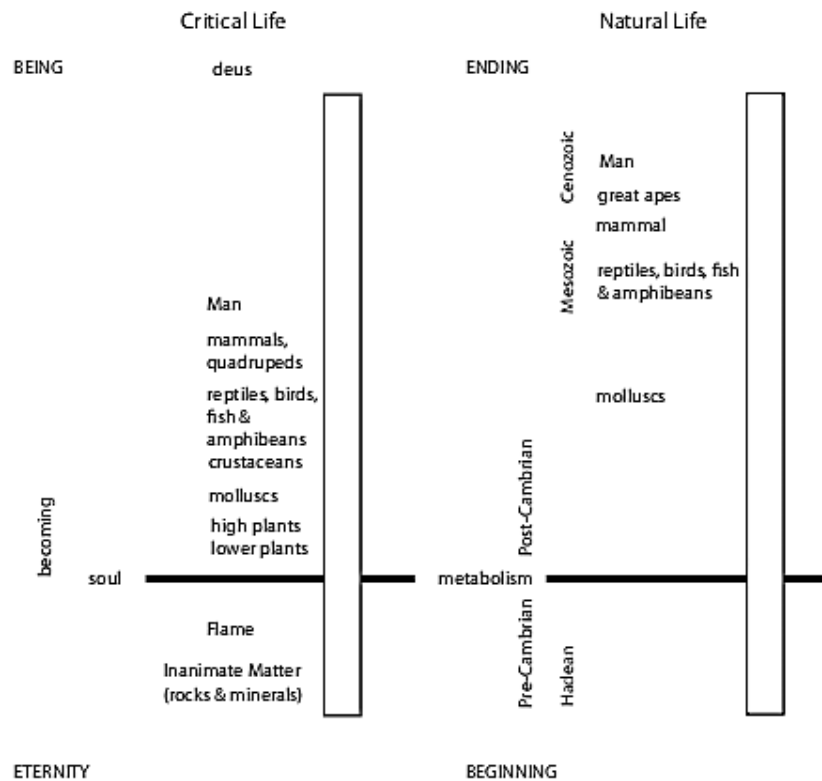 Critical Life
BEING
deus
Man
mammals,
quadrupeds
reptiles, birds,
fish &
amphibeans
crustaceans
molluscs
high plants
lower plants
becoming
soul
Flame
Inanimate Matter
(rocks & minerals)
ETERNITY
Natural Life
ENDING
Cenozoic
Man
great apes
mammal
Mesozoic
reptiles, birds, fish
& amphibeans
molluscs
Post-Cambrian
metabolism
Pre-Cambrian
Hadean
BEGINNING